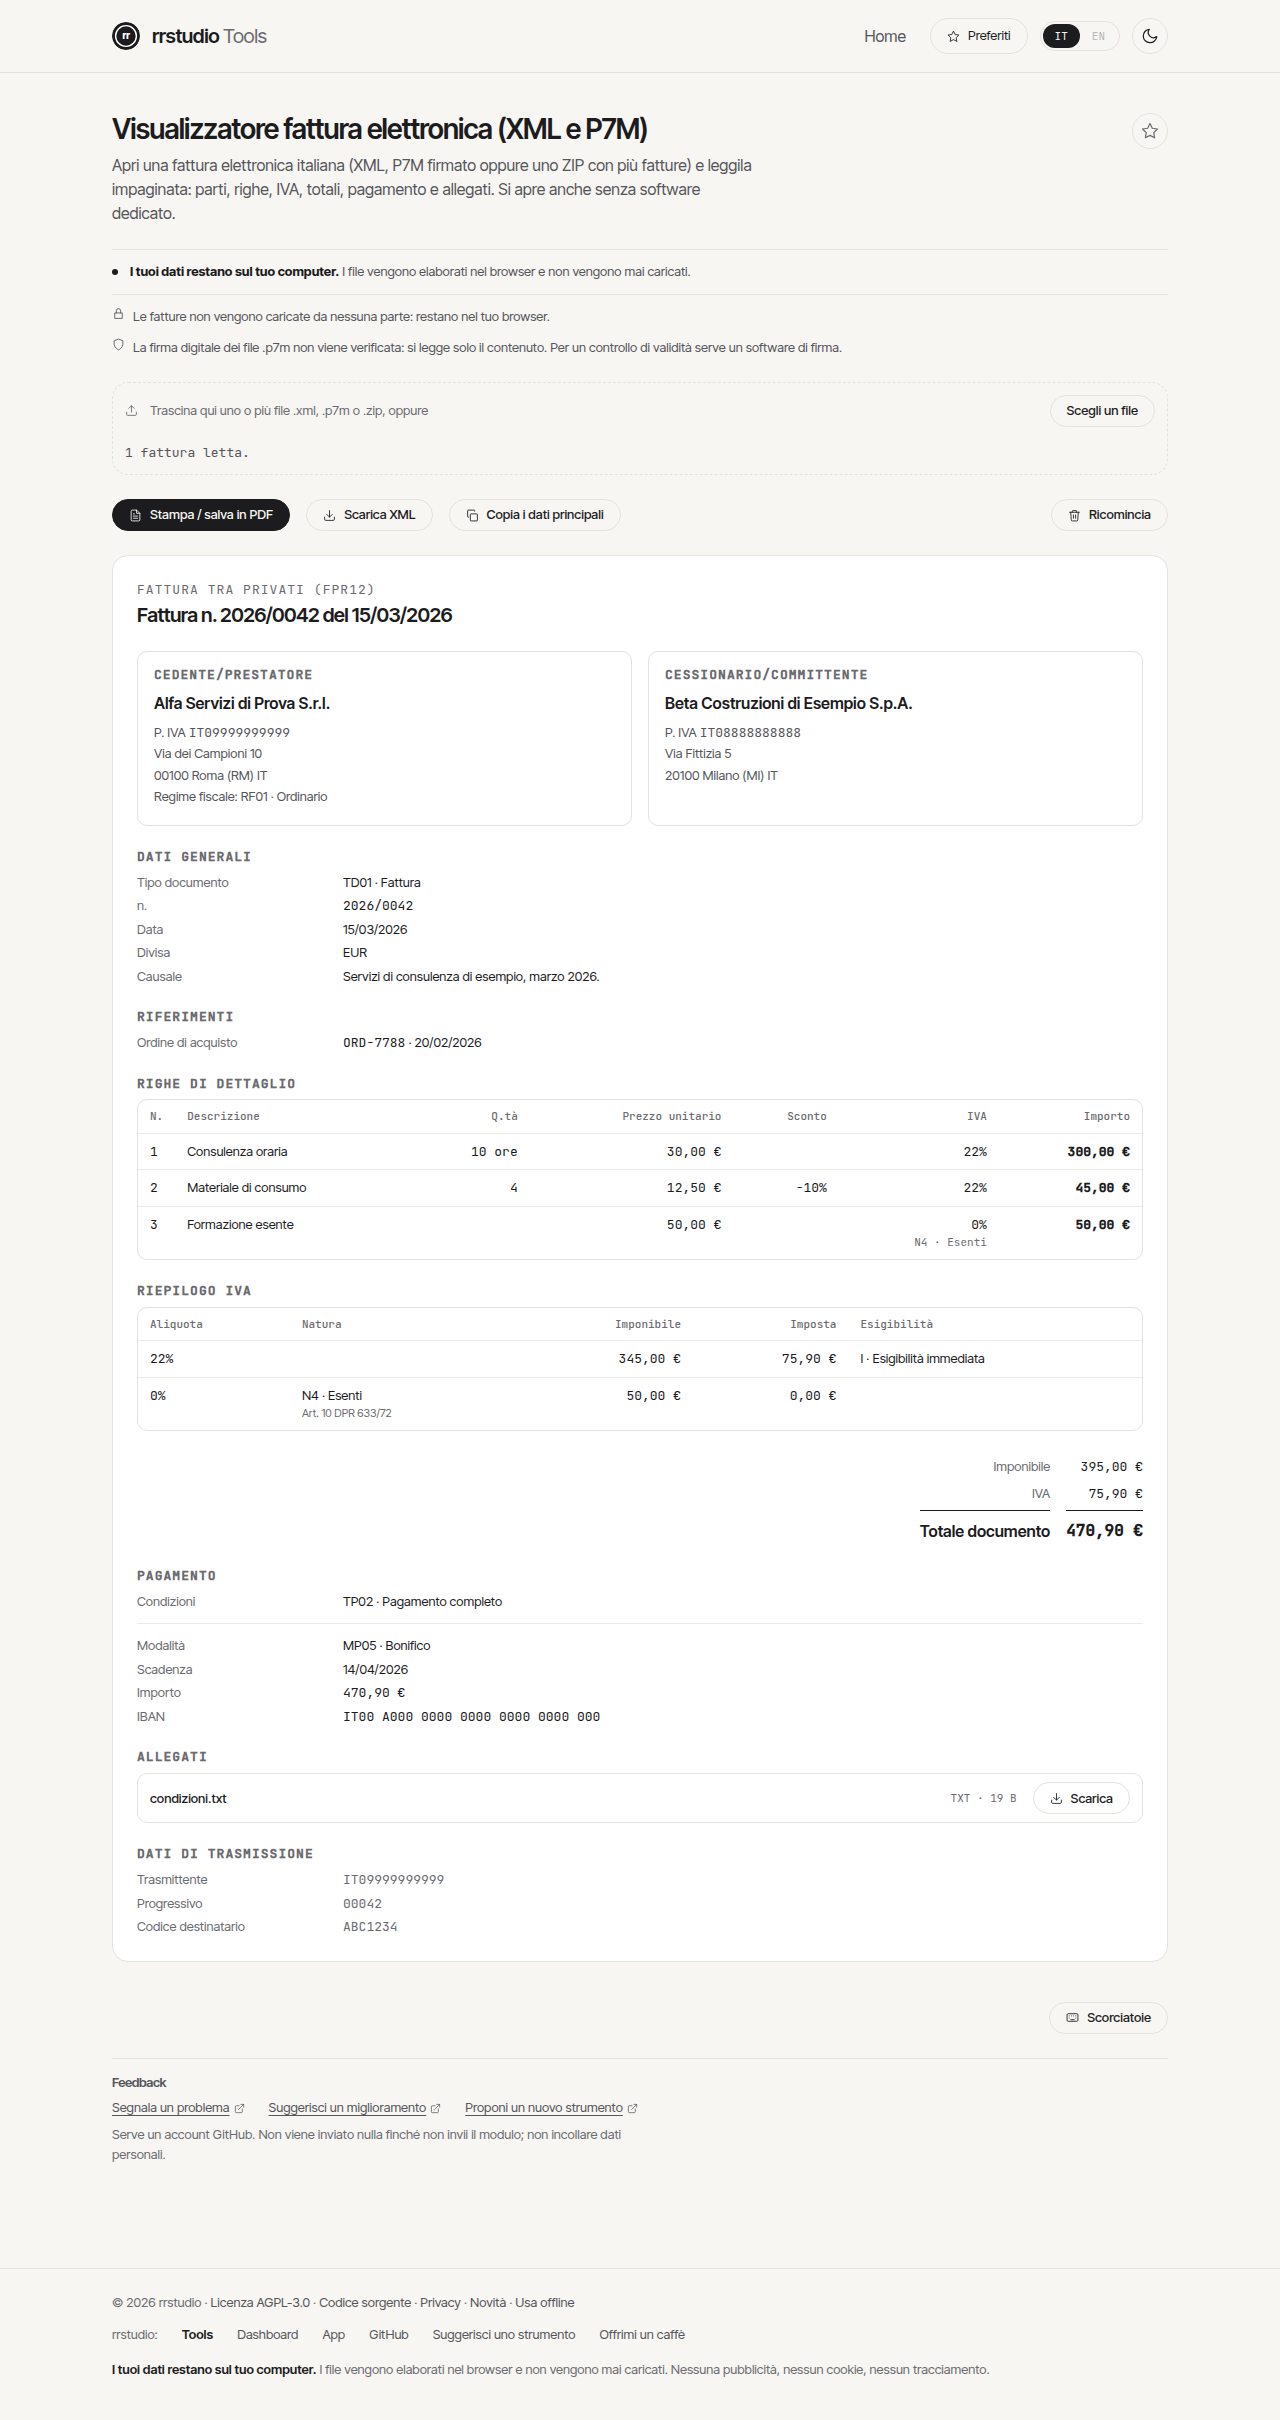 rr rrstudio Tools
Home Preferiti IT EN
Visualizzatore fattura elettronica (XML e P7M)
Apri una fattura elettronica italiana (XML, P7M firmato oppure uno ZIP con più fatture) e leggila
impaginata: parti, righe, IVA, totali, pagamento e allegati. Si apre anche senza software
dedicato.
I tuoi dati restano sul tuo computer. I file vengono elaborati nel browser e non vengono mai caricati.
Le fatture non vengono caricate da nessuna parte: restano nel tuo browser.
La firma digitale dei file .p7m non viene verificata: si legge solo il contenuto. Per un controllo di validità serve un software di firma.
Trascina qui uno o più file .xml, .p7m o .zip, oppure Scegli un file
1 fattura letta.
Stampa / salva in PDF Scarica XML Copia i dati principali Ricomincia
FATTURA TRA PRIVATI (FPR12)
Fattura n. 2026/0042 del 15/03/2026
CEDENTE/PRESTATORE
Alfa Servizi di Prova S.r.l.
P. IVA IT09999999999
Via dei Campioni 10
00100 Roma (RM) IT
Regime fiscale: RF01 · Ordinario
CESSIONARIO/COMMITTENTE
Beta Costruzioni di Esempio S.p.A.
P. IVA IT08888888888
Via Fittizia 5
20100 Milano (MI) IT
DATI GENERALI
Tipo documento TD01 · Fattura
n. 2026/0042
Data 15/03/2026
Divisa EUR
Causale Servizi di consulenza di esempio, marzo 2026.
RIFERIMENTI
Ordine di acquisto ORD-7788 · 20/02/2026
RIGHE DI DETTAGLIO
N. Descrizione Q.tà Prezzo unitario Sconto IVA Importo
1 Consulenza oraria 10 ore 30,00 € 22% 300,00 €
2 Materiale di consumo 4 12,50 € -10% 22% 45,00 €
3 Formazione esente 50,00 € 0% 50,00 €
N4 · Esenti
RIEPILOGO IVA
Aliquota Natura Imponibile Imposta Esigibilità
22% 345,00 € 75,90 € I · Esigibilità immediata
0% N4 · Esenti 50,00 € 0,00 €
Art. 10 DPR 633/72
Imponibile 395,00 €
IVA 75,90 €
Totale documento 470,90 €
PAGAMENTO
Condizioni TP02 · Pagamento completo
Modalità MP05 · Bonifico
Scadenza 14/04/2026
Importo 470,90 €
IBAN IT00 A000 0000 0000 0000 0000 000
ALLEGATI
condizioni.txt TXT · 19 B Scarica
DATI DI TRASMISSIONE
Trasmittente IT09999999999
Progressivo 00042
Codice destinatario ABC1234
Scorciatoie
Feedback
Segnala un problema Suggerisci un miglioramento Proponi un nuovo strumento
Serve un account GitHub. Non viene inviato nulla finché non invii il modulo; non incollare dati
personali.
© 2026 rrstudio · Licenza AGPL-3.0 · Codice sorgente · Privacy · Novità · Usa offline
rrstudio: Tools Dashboard App GitHub Suggerisci uno strumento Offrimi un caffè
I tuoi dati restano sul tuo computer. I file vengono elaborati nel browser e non vengono mai caricati. Nessuna pubblicità, nessun cookie, nessun tracciamento.